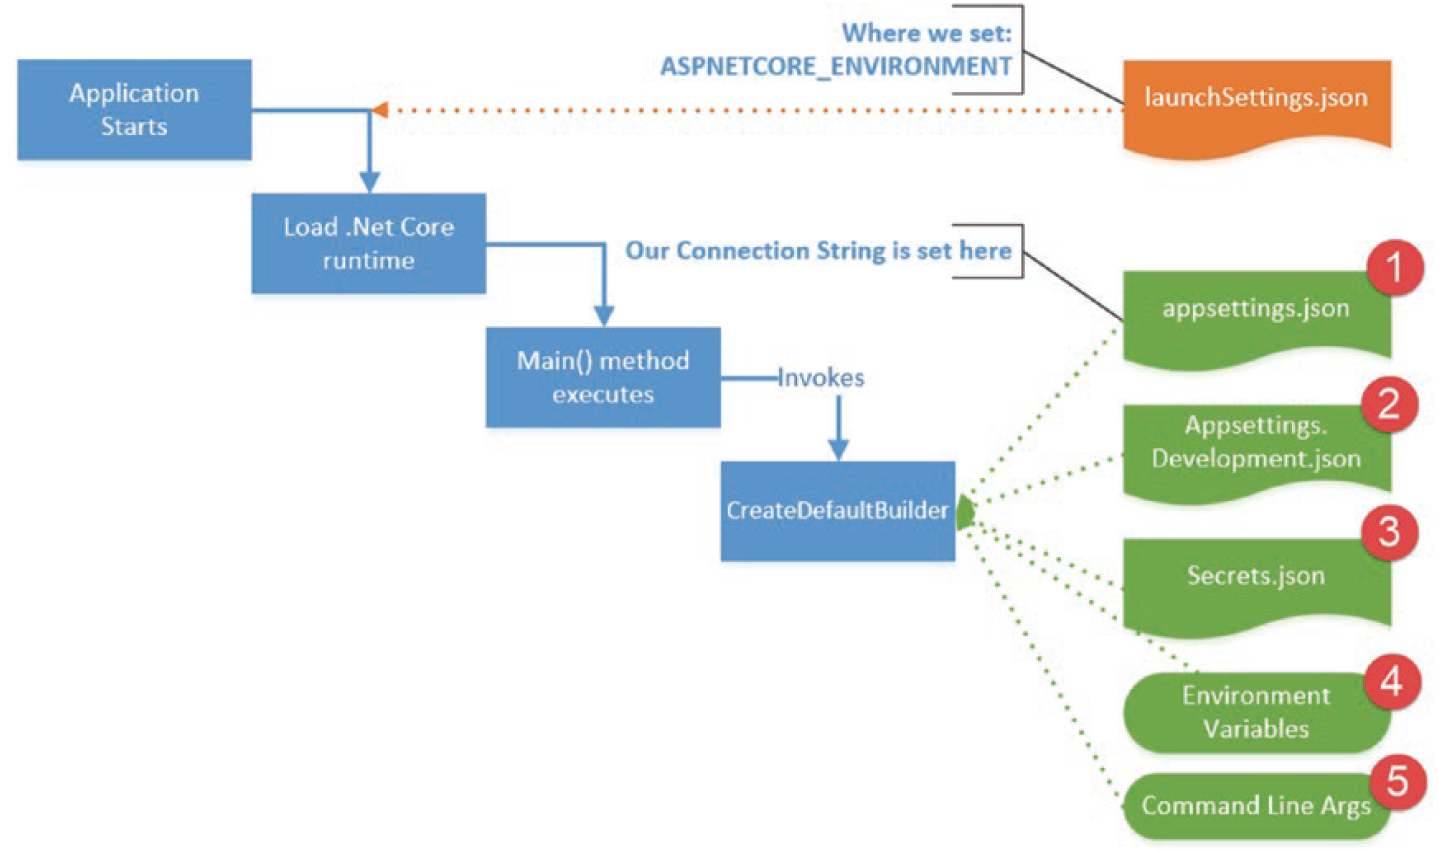 Where we set:
ASPNETCORE_ENVIRONMENT
Application
Starts
launchSettings.json
Load .Net Core
runtime
Our Connection String is set here
1
appsettings.json
Main() method
executes
Invokes
2
Appsettings.
Development.json
CreateDefaultBuilder
3
Secrets.json
4
Environment
Variables
5
Command Line Args